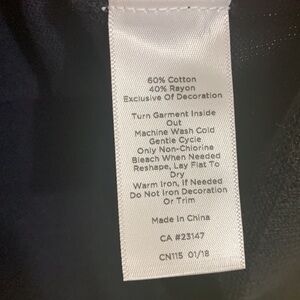 60% Cotton
40% Rayon
Exclusive Of Decoration
Turn Garment Inside
Out
Machine Wash Cold
Gentle Cycle
Only Non-Chlorine
Bleach When Needed
Reshape, Lay Flat To
Dry
Warm Iron, if Needed
Do Not Iron Decoration
Or Trim
Made In China
CA #23147
CN115 01/18